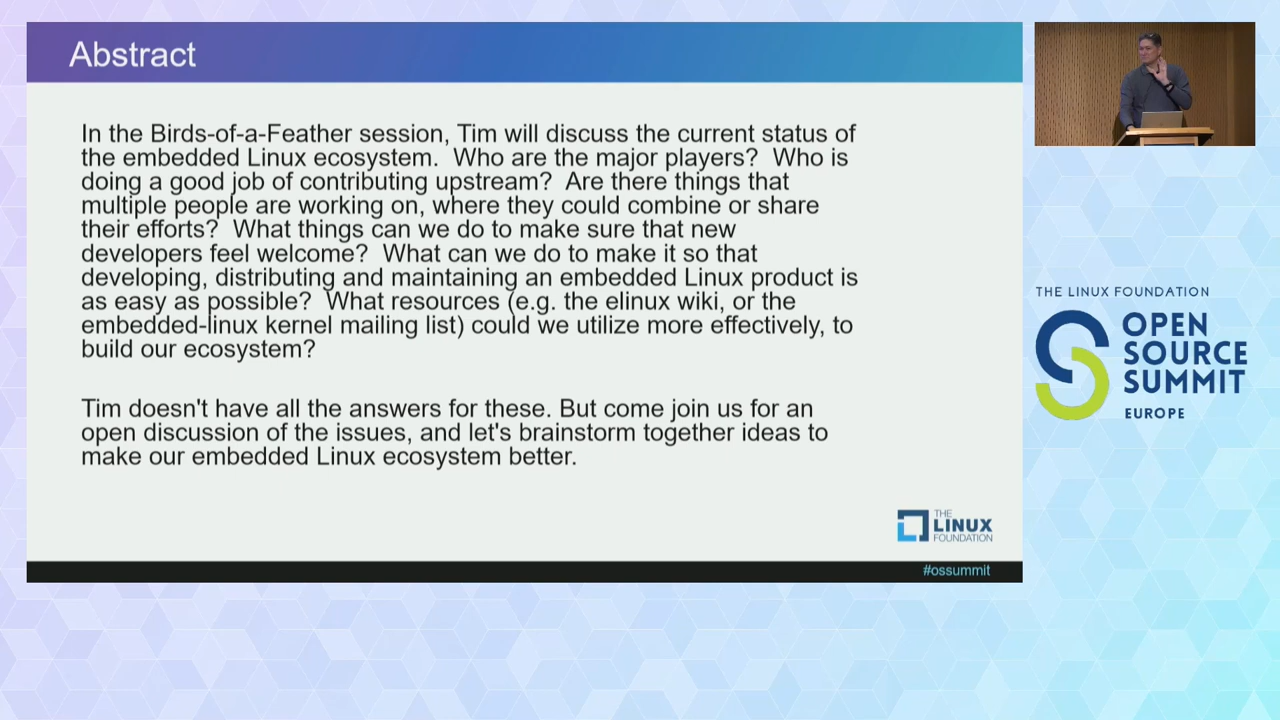 Abstract
In the Birds-of-a-Feather session, Tim will discuss the current status of
the embedded Linux ecosystem.  Who are the major players?  Who is
doing a good job of contributing upstream?  Are there things that
multiple people are working on, where they could combine or share
their efforts?  What things can we do to make sure that new
developers feel welcome?  What can we do to make it so that
developing, distributing and maintaining an embedded Linux product is
as easy as possible?  What resources (e.g. the elinux wiki, or the
embedded-linux kernel mailing list) could we utilize more effectively, to
build our ecosystem?
Tim doesn't have all the answers for these. But come join us for an
open discussion of the issues, and let's brainstorm together ideas to
make our embedded Linux ecosystem better.
THE
LINUX
FOUNDATION
#ossummit
THE LINUX FOUNDATION
OPEN
SOURCE
SUMMIT
EUROPE